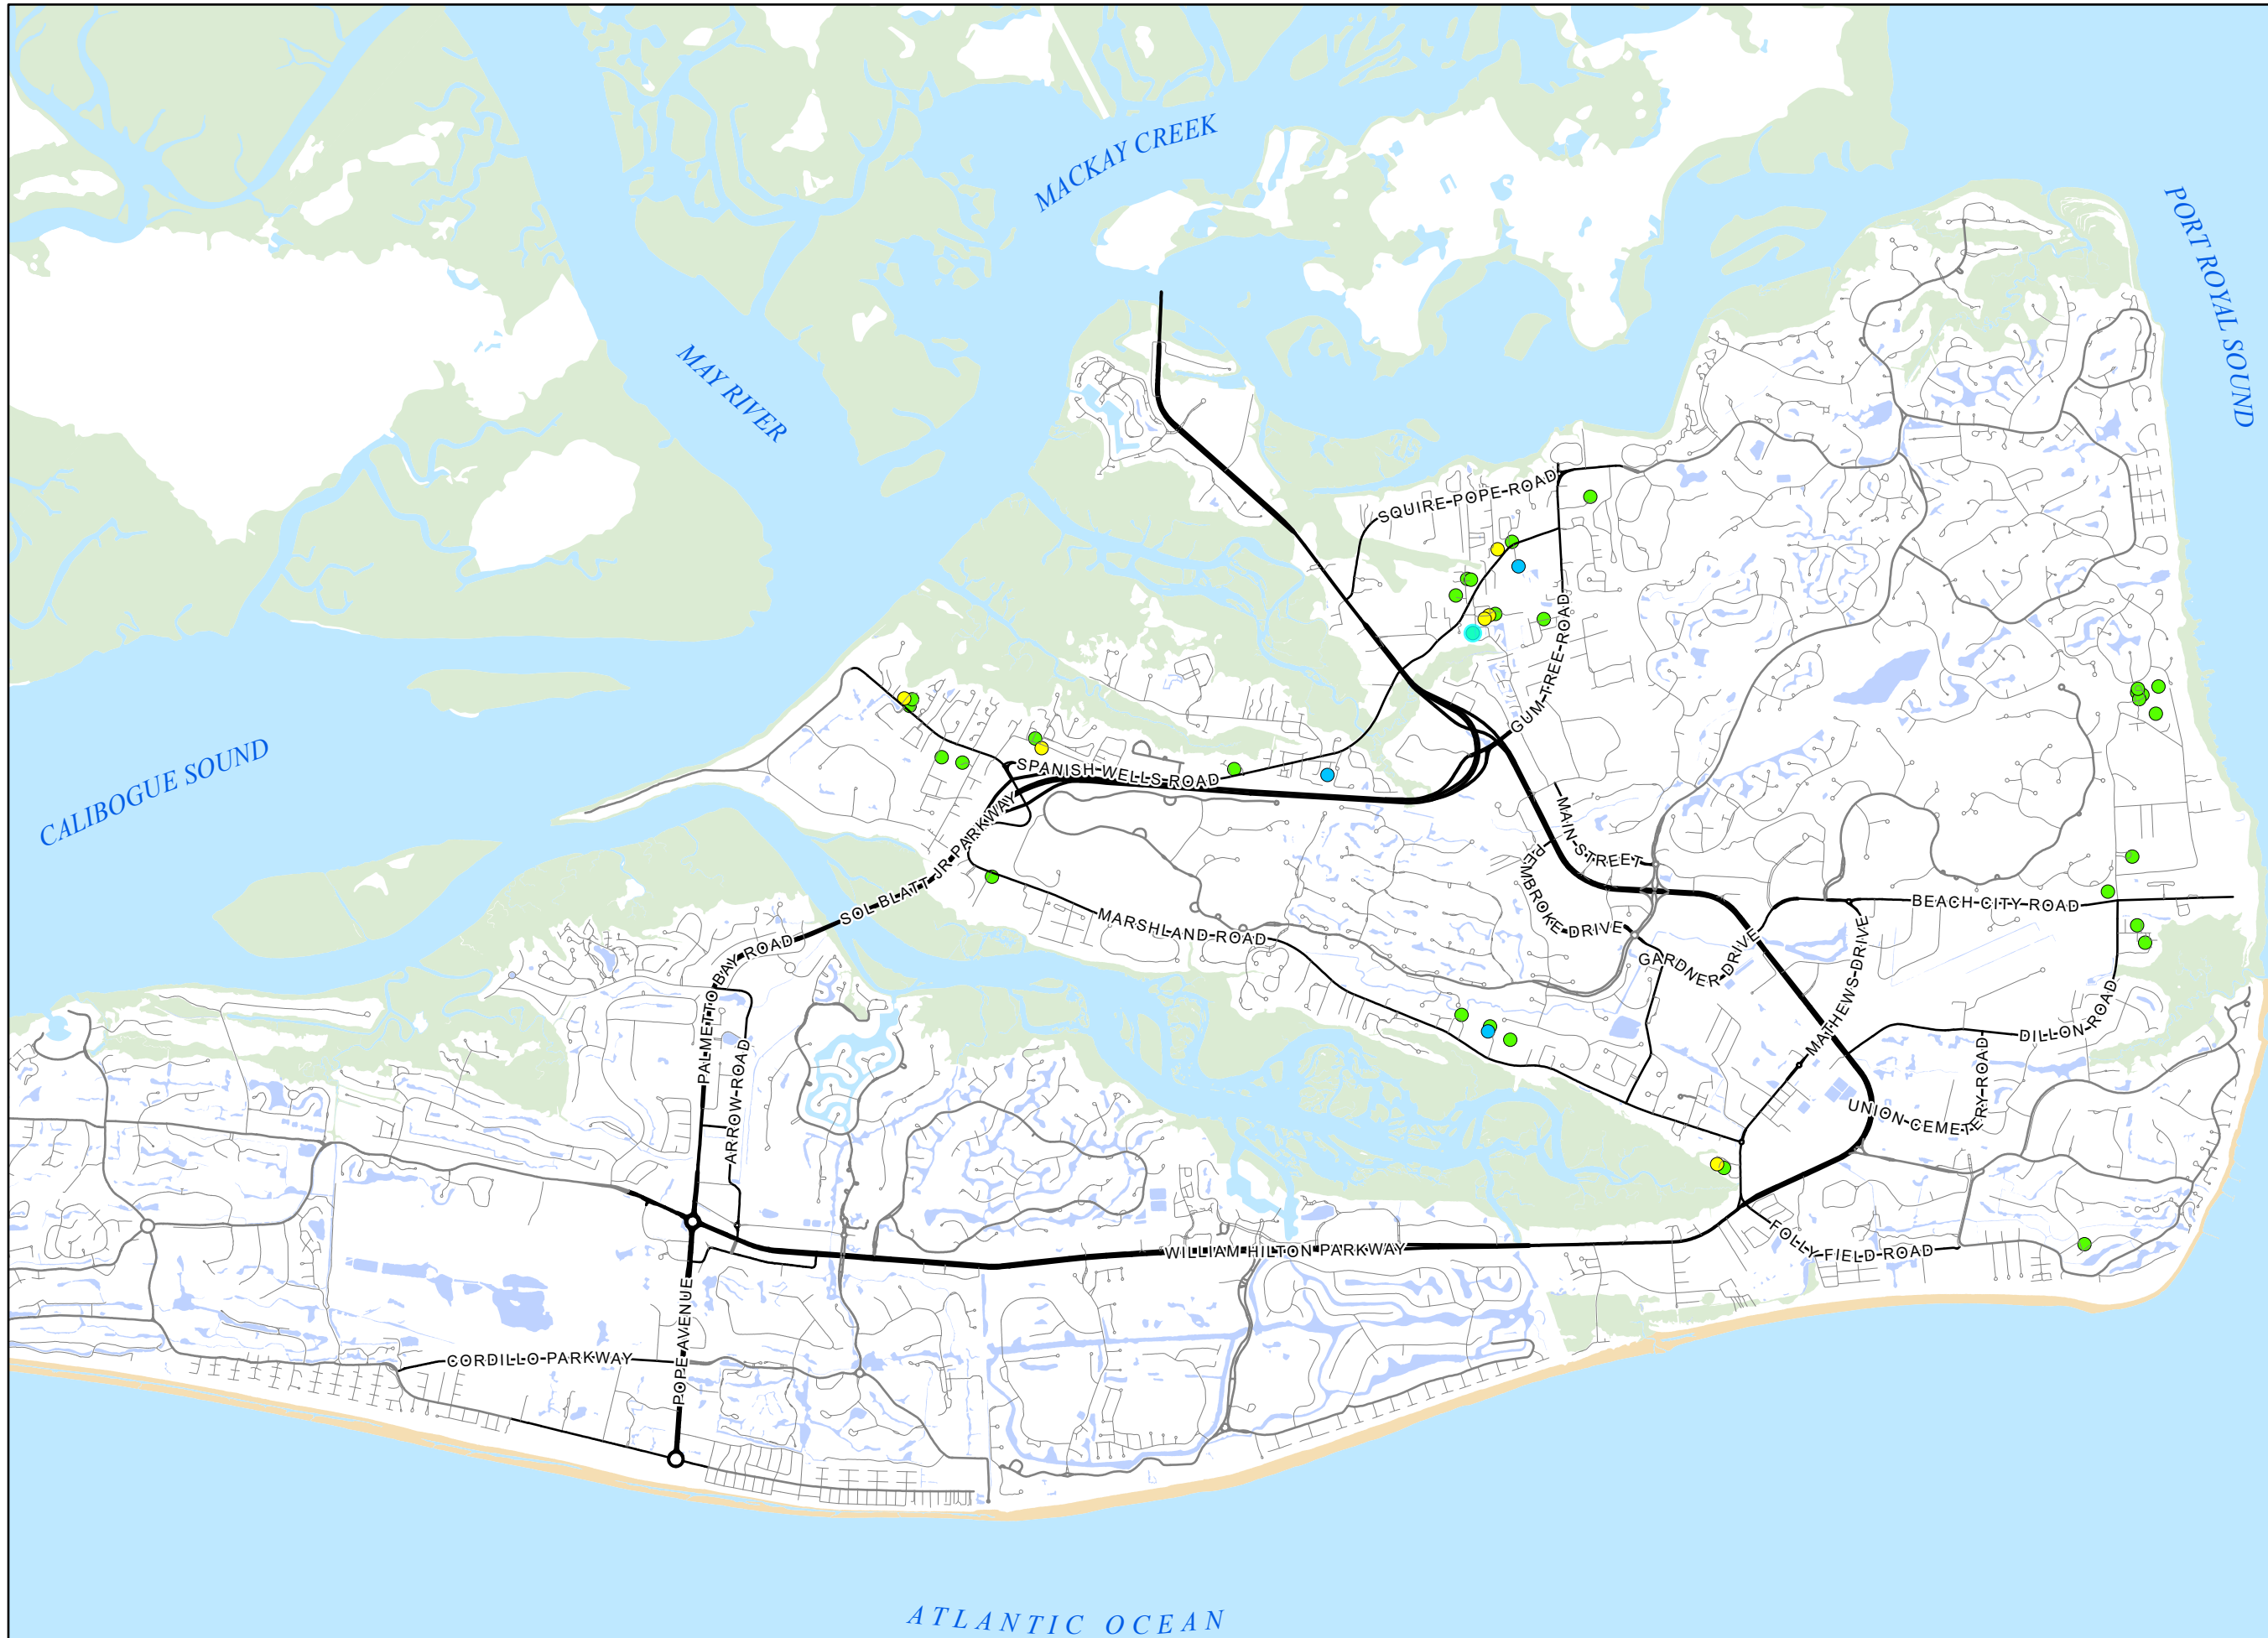 MACKAY CREEK
PORT ROYAL SOUND
MAY RIVER
SQUIRE POPE ROAD
GUM TREE ROAD
CALIBOGUE SOUND
SPANISH WELLS ROAD
SOL BLATT JR PARKWAY
MAIN STREET
PEMBROKE DRIVE
MARSHLAND ROAD
BEACH CITY ROAD
GARDNER DRIVE
MATHEWS DRIVE
PALMETTO BAY ROAD
ARROW ROAD
DILLON ROAD
UNION CEMETERY ROAD
WILLIAM HILTON PARKWAY
FOLLY FIELD ROAD
CORDILLO PARKWAY
POPE AVENUE
ATLANTIC OCEAN